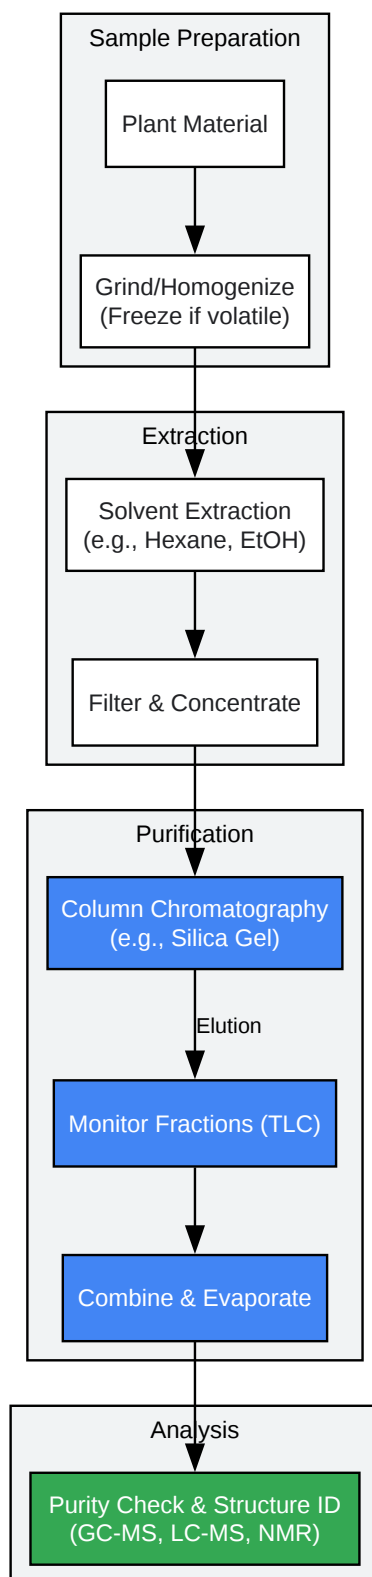 Sample Preparation
Plant Material
Grind/Homogenize
(Freeze if volatile)
Extraction
Solvent Extraction
(e.g., Hexane, EtOH)
Filter & Concentrate
Purification
Column Chromatography
(e.g., Silica Gel)
Elution
Monitor Fractions (TLC)
Combine & Evaporate
Analysis
Purity Check & Structure ID
(GC-MS, LC-MS, NMR)